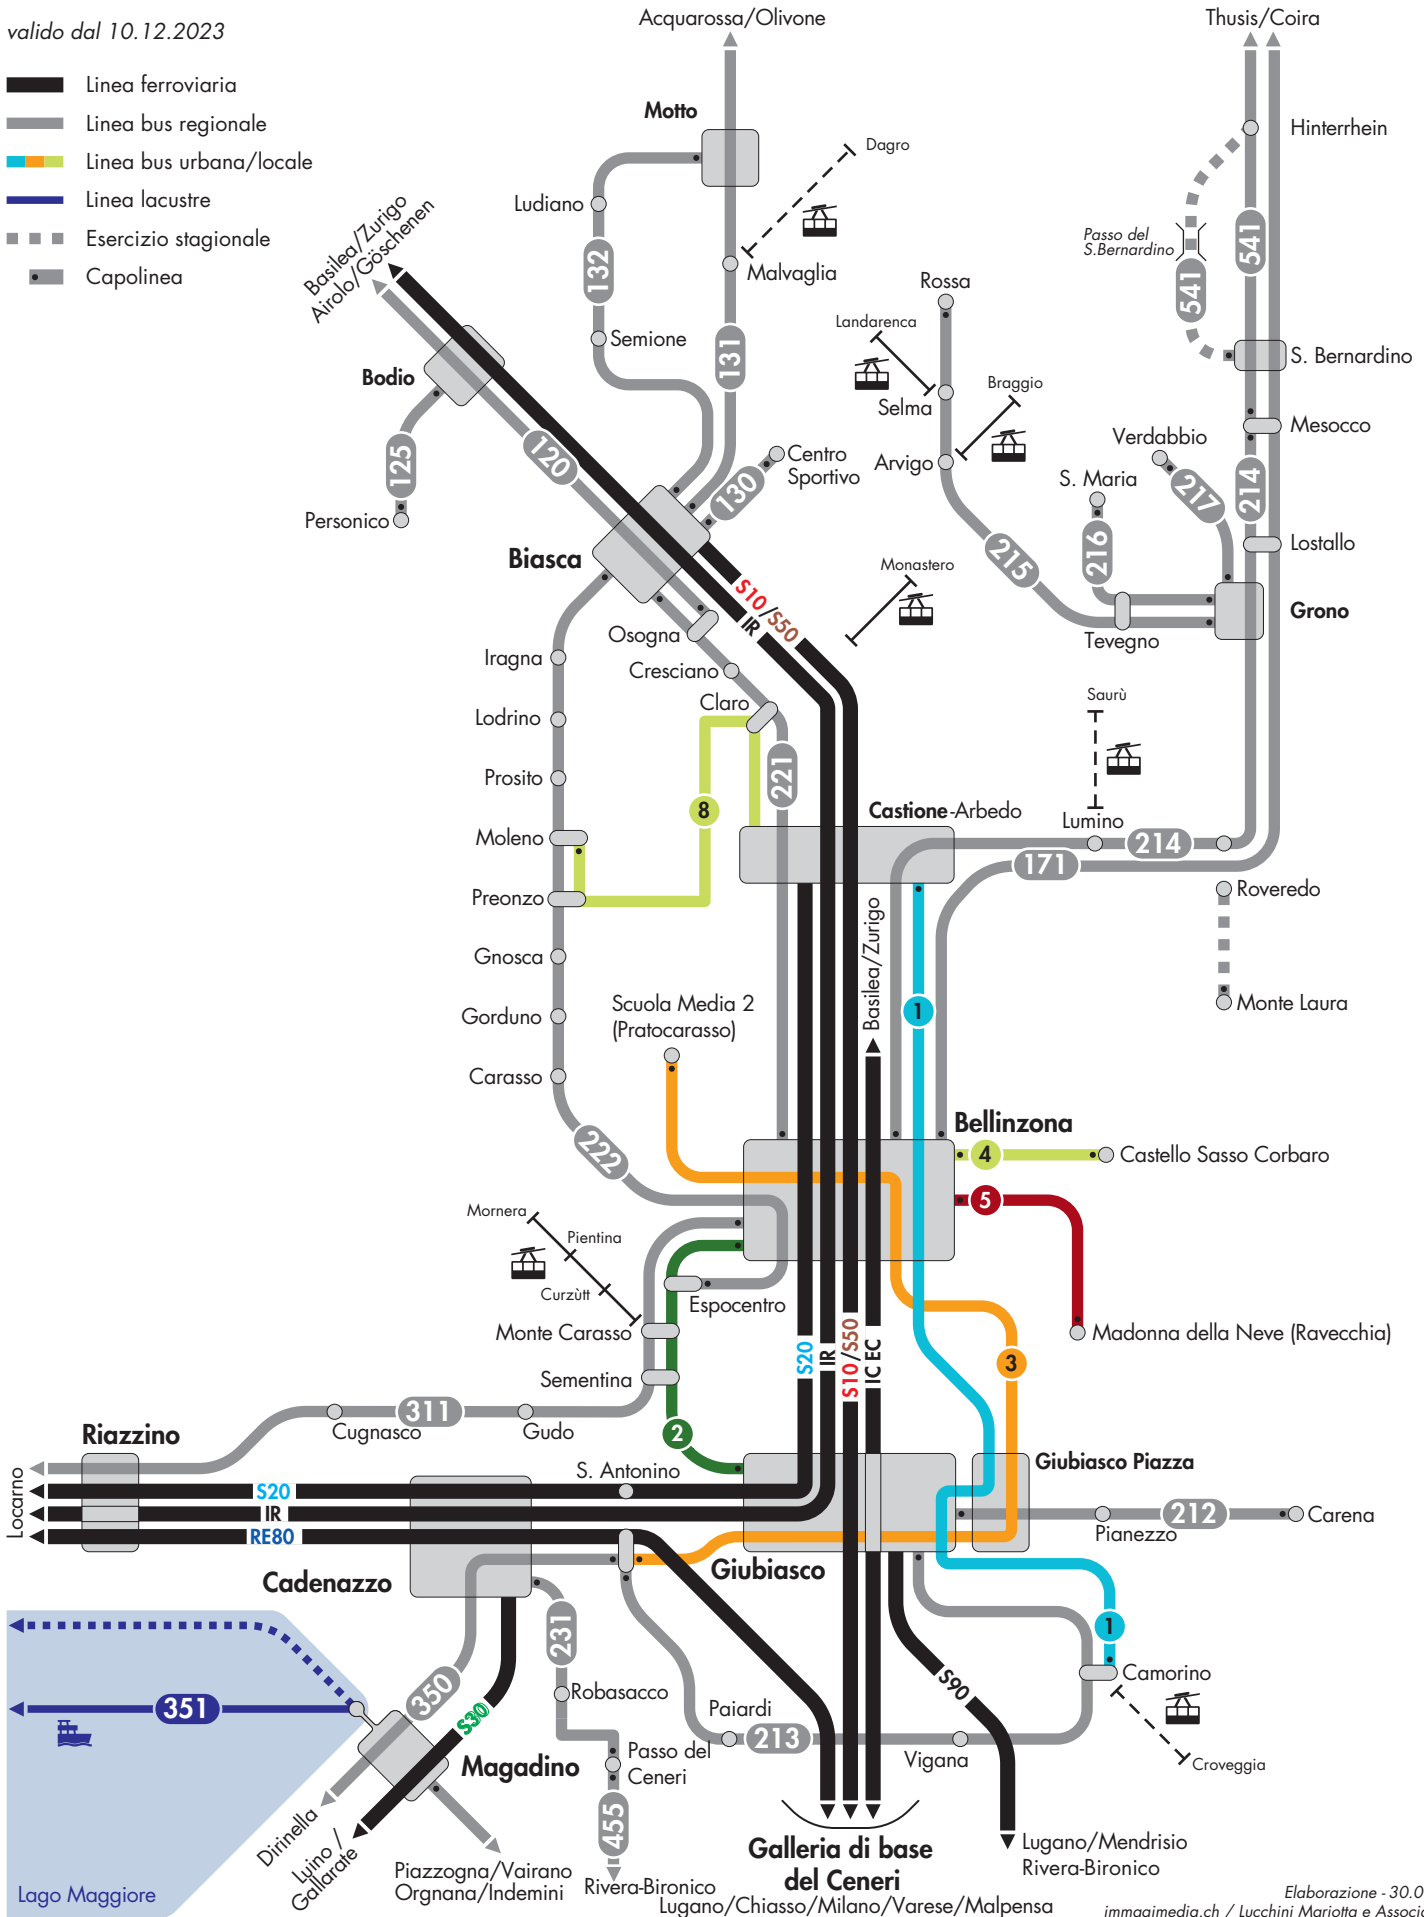 valido dal 10.12.2023
Linea ferroviaria
Linea bus regionale
Linea bus urbana/locale
Linea lacustre
Esercizio stagionale
Capolinea
Acquarossa/Olivone
Thusis/Coira
Motto
Dagro
Hinterrhein
Ludiano
Passo del
S.Bernardino
541
541
132
Malvaglia
Basilea/Zurigo
Airolo/Göschenen
Rossa
Landarenca
Semione
131
S. Bernardino
Bodio
Braggio
Selma
Mesocco
Verdabbio
120
125
Centro
Sportivo
130
Arvigo
S. Maria
217
214
Personico
Lostallo
216
215
Biasca
Monastero
S10/S50
IR
Grono
Osogna
Tevegno
Iragna
Cresciano
Saurù
Claro
Lodrino
221
Prosito
8
Castione-Arbedo
Lumino
Moleno
214
171
Preonzo
Roveredo
Basilea/Zurigo
Gnosca
Scuola Media 2
(Pratocarasso)
Monte Laura
1
Gorduno
Carasso
Bellinzona
222
4
Castello Sasso Corbaro
5
Mornera
Pientina
Curzùtt
Espocentro
Monte Carasso
Madonna della Neve (Ravecchia)
S20
IR
S10/S50
IC EC
3
Sementina
311
Cugnasco
Gudo
2
Riazzino
S. Antonino
Giubiasco Piazza
Locarno
S20
IR
RE80
212
Carena
Pianezzo
Cadenazzo
Giubiasco
231
1
350
S30
Robasacco
S90
Camorino
351
Paiardi
213
Vigana
Passo del
Ceneri
Magadino
Croveggia
455
Dirinella
Luino /
Gallarate
Galleria di base
del Ceneri
Lugano/Mendrisio
Rivera-Bironico
Piazzogna/Vairano
Orgnana/Indemini
Rivera-Bironico
Lugano/Chiasso/Milano/Varese/Malpensa
Lago Maggiore
Elaborazione - 30.0
immagimedia.ch / Lucchini Mariotta e Associa